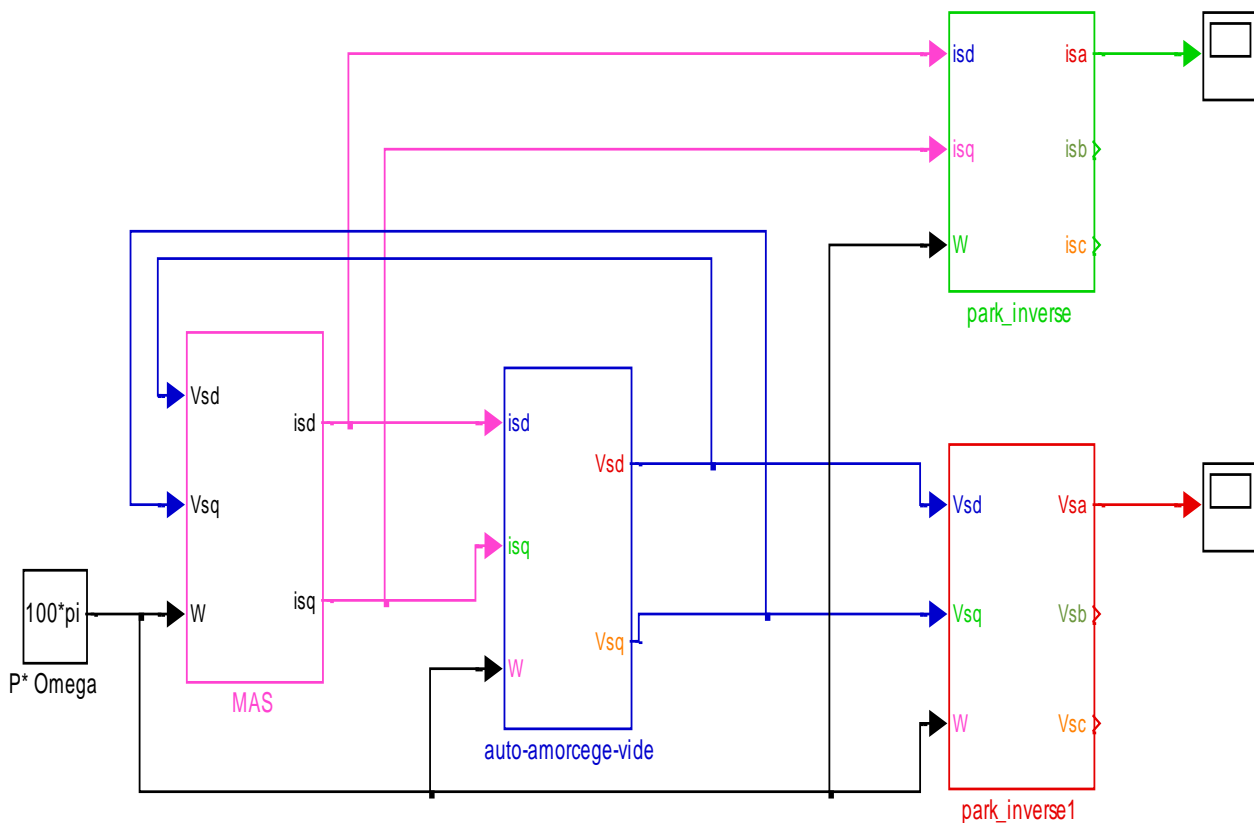 isd
isa
isq
isb
W
isc
park_inverse
Vsd
isd
Vsq
isq
W
MAS
100*pi
P* Omega
isd
Vsd
isq
Vsq
W
auto-amorcege-vide
Vsd
Vsa
Vsq
Vsb
W
Vsc
park_inverse1